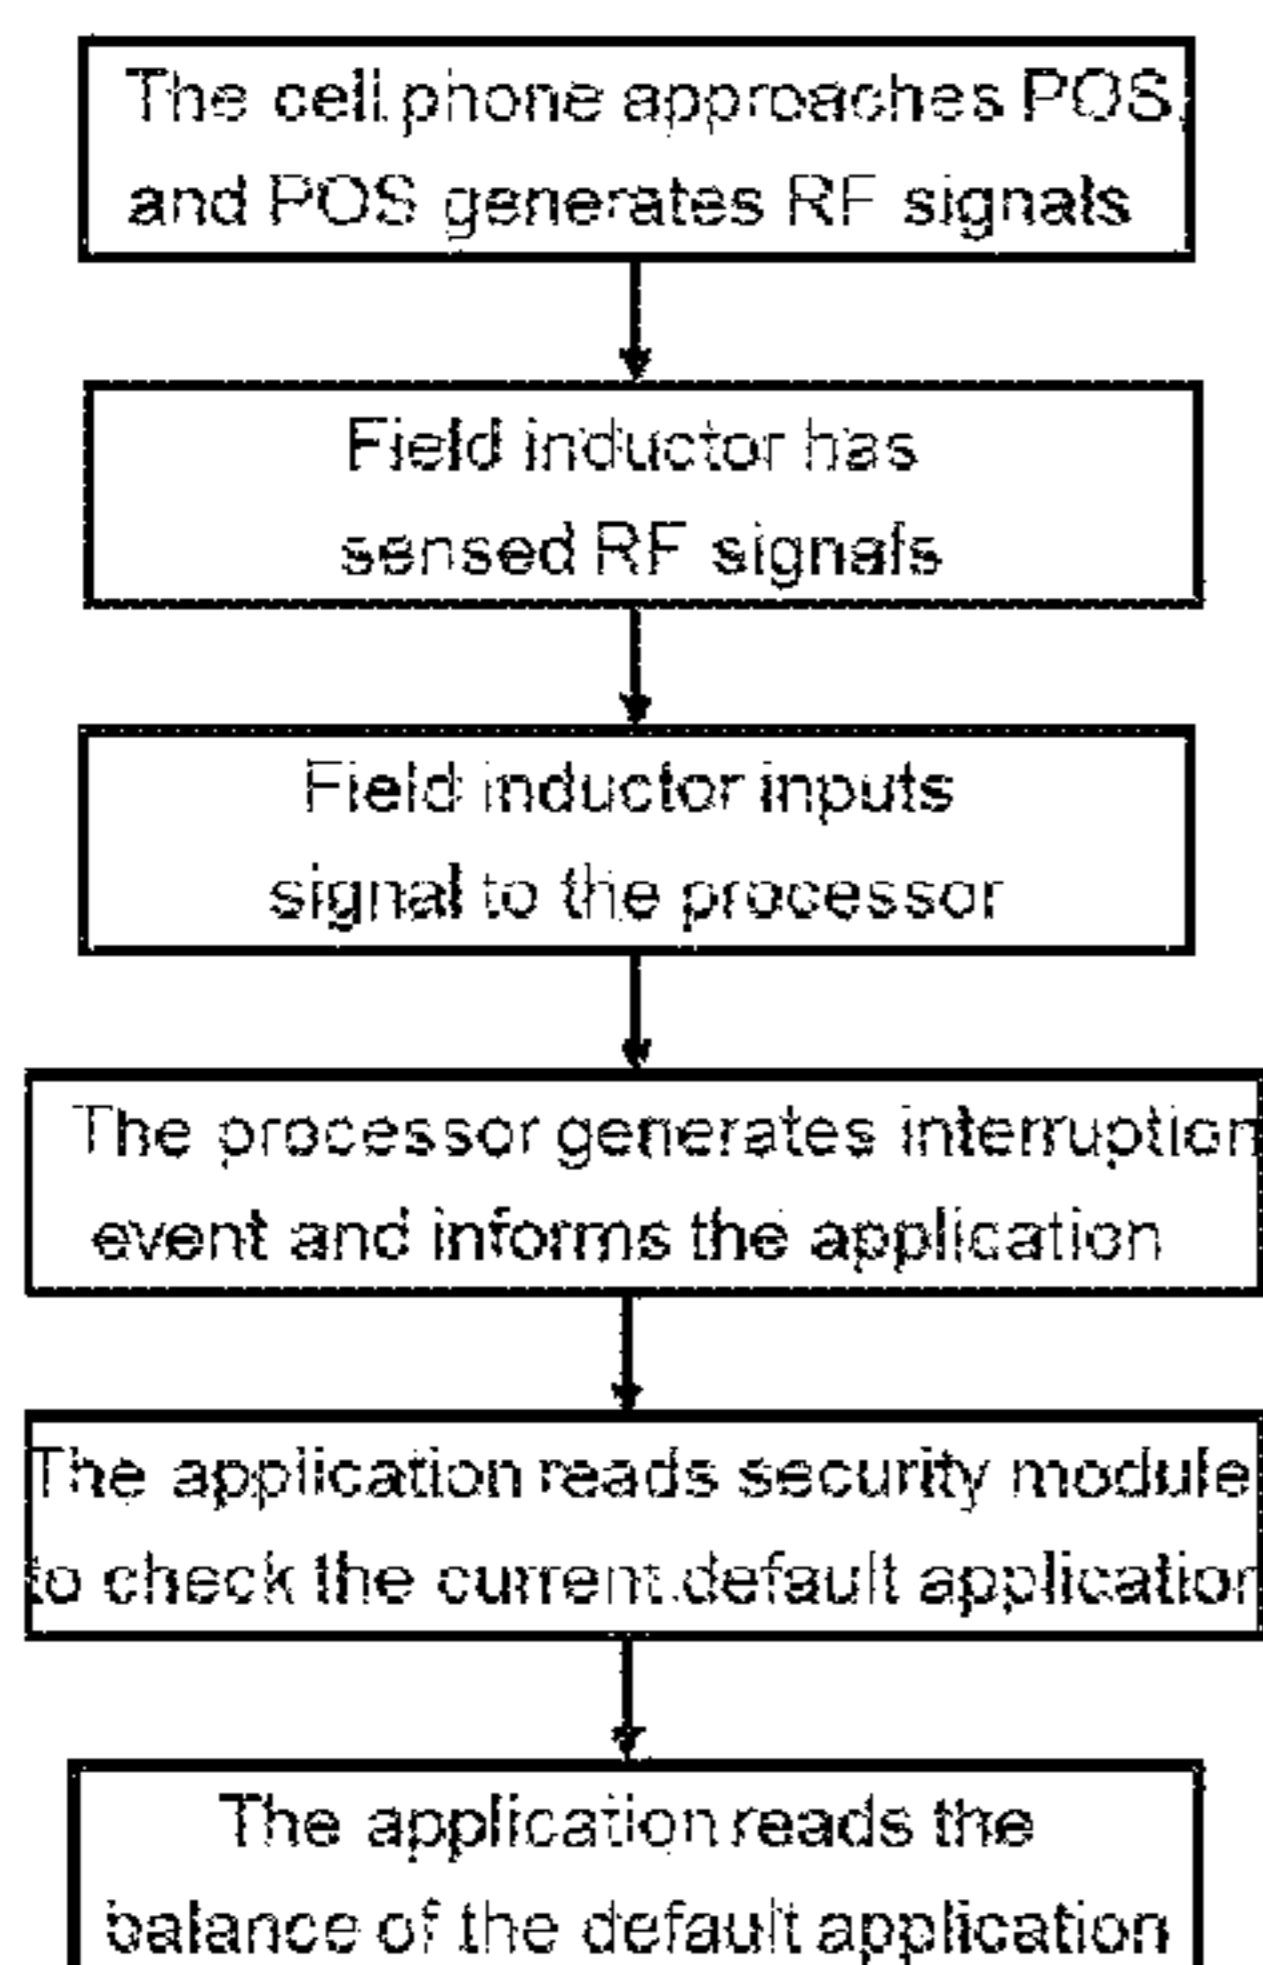 The cell phone approaches POS,
and POS generates RF signals
Field inductor has
sensed RF signals
Field inductor inputs
signal to the processor
The processor generates interruption
event and informs the application
The application reads security module
to check the current default application
The application reads the
balance of the default application